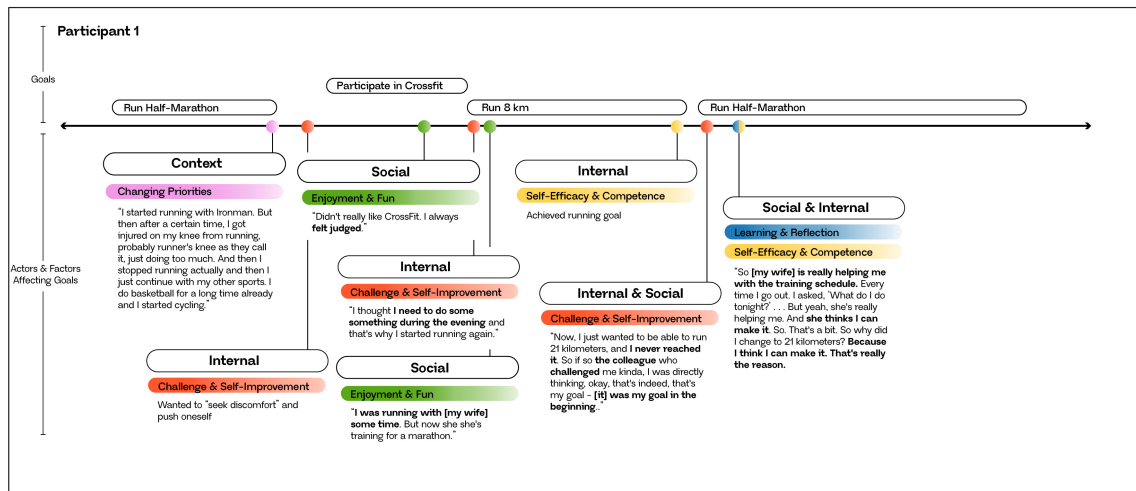 Participant 1
Goals
Participate in Crossfit
Run Half-Marathon
Run 8 km
Run Half-Marathon
Actors & Factors
Affecting Goals
Context
Changing Priorities
“I started running with Ironman. But
then after a certain time, I got
injured on my knee from running,
probably runner's knee as they call
it, just doing too much. And then I
stopped running actually and then I
just continue with my other sports. I
do basketball for a long time already
and I started cycling.”
Internal
Challenge & Self-Improvement
Wanted to “seek discomfort” and
push oneself
Social
Enjoyment & Fun
“Didn't really like CrossFit. I always
felt judged.”
Internal
Challenge & Self-Improvement
“I thought I need to do some
something during the evening and
that's why I started running again.”
Social
Enjoyment & Fun
“I was running with [my wife]
some time. But now she she's
training for a marathon.”
Internal
Self-Efficacy & Competence
Achieved running goal
Internal & Social
Challenge & Self-Improvement
“Now, I just wanted to be able to run
21 kilometers, and I never reached
it. So if so the colleague who
challenged me kinda, I was directly
thinking, okay, that's indeed, that's
my goal - [it] was my goal in the
beginning..”
Social & Internal
Learning & Reflection
Self-Efficacy & Competence
“So [my wife] is really helping me
with the training schedule. Every
time I go out. I asked, ‘What do I do
tonight?’ . . . But yeah, she's really
helping me. And she thinks I can
make it. So. That's a bit. So why did
I change to 21 kilometers? Because
I think I can make it. That's really
the reason.